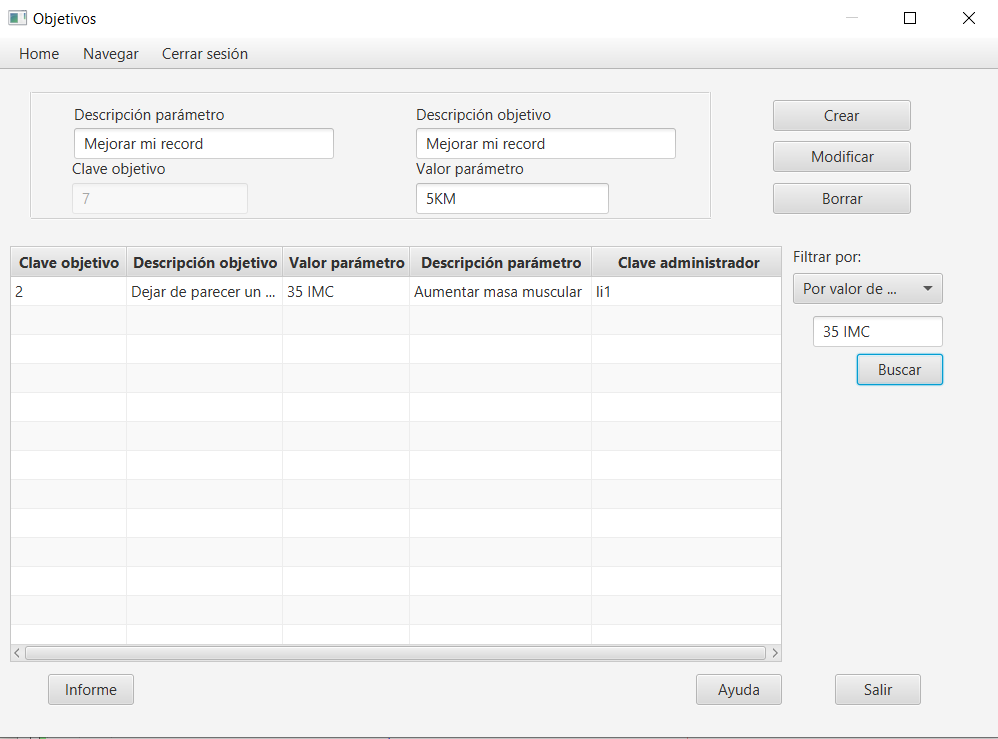 Objetivos
Home Navegar Cerrar sesión
Descripción parámetro Descripción objetivo
Mejorar mi record Mejorar mi record
Clave objetivo Valor parámetro
7 5KM
Crear
Modificar
Borrar
Clave objetivo Descripción objetivo Valor parámetro Descripción parámetro Clave administrador
2 Dejar de parecer un ... 35 IMC Aumentar masa muscular li1
Filtrar por:
Por valor de ...
35 IMC
Buscar
Informe Ayuda Salir